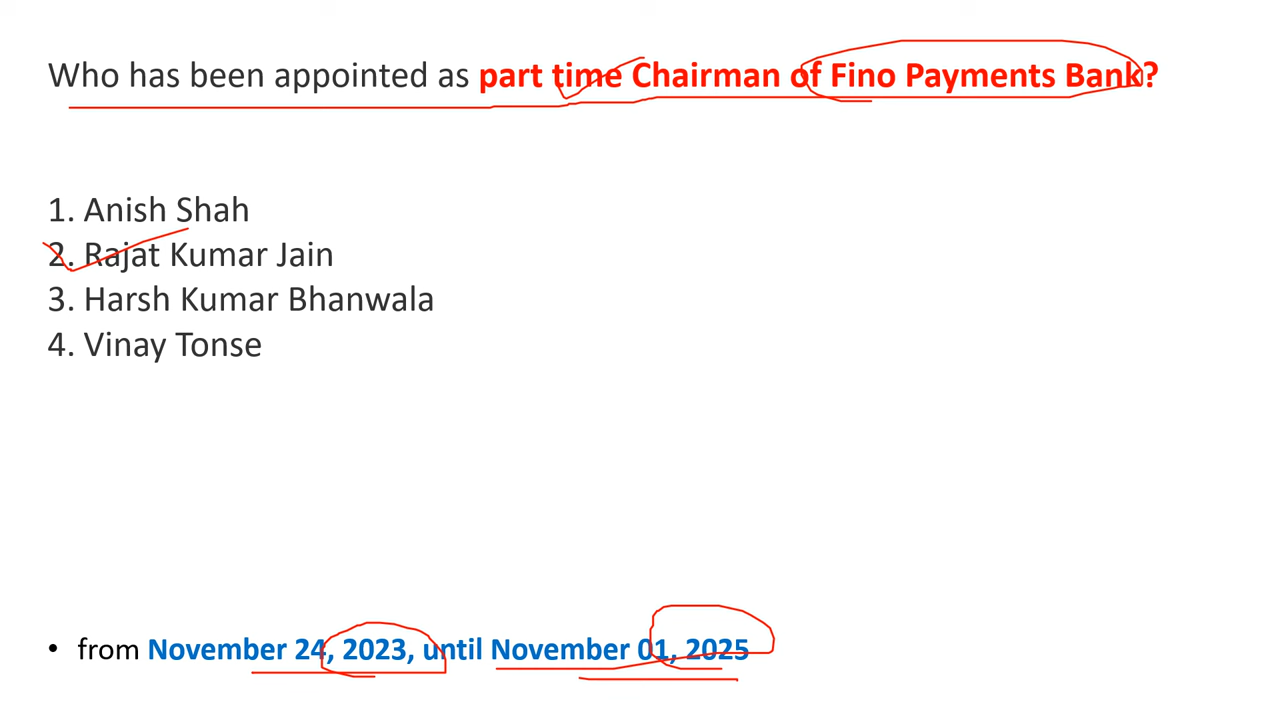 Who has been appointed as part time Chairman of Fino Payments Bank?
1. Anish Shah
2. Rajat Kumar Jain
3. Harsh Kumar Bhanwala
4. Vinay Tonse
• from November 24, 2023, until November 01, 2025